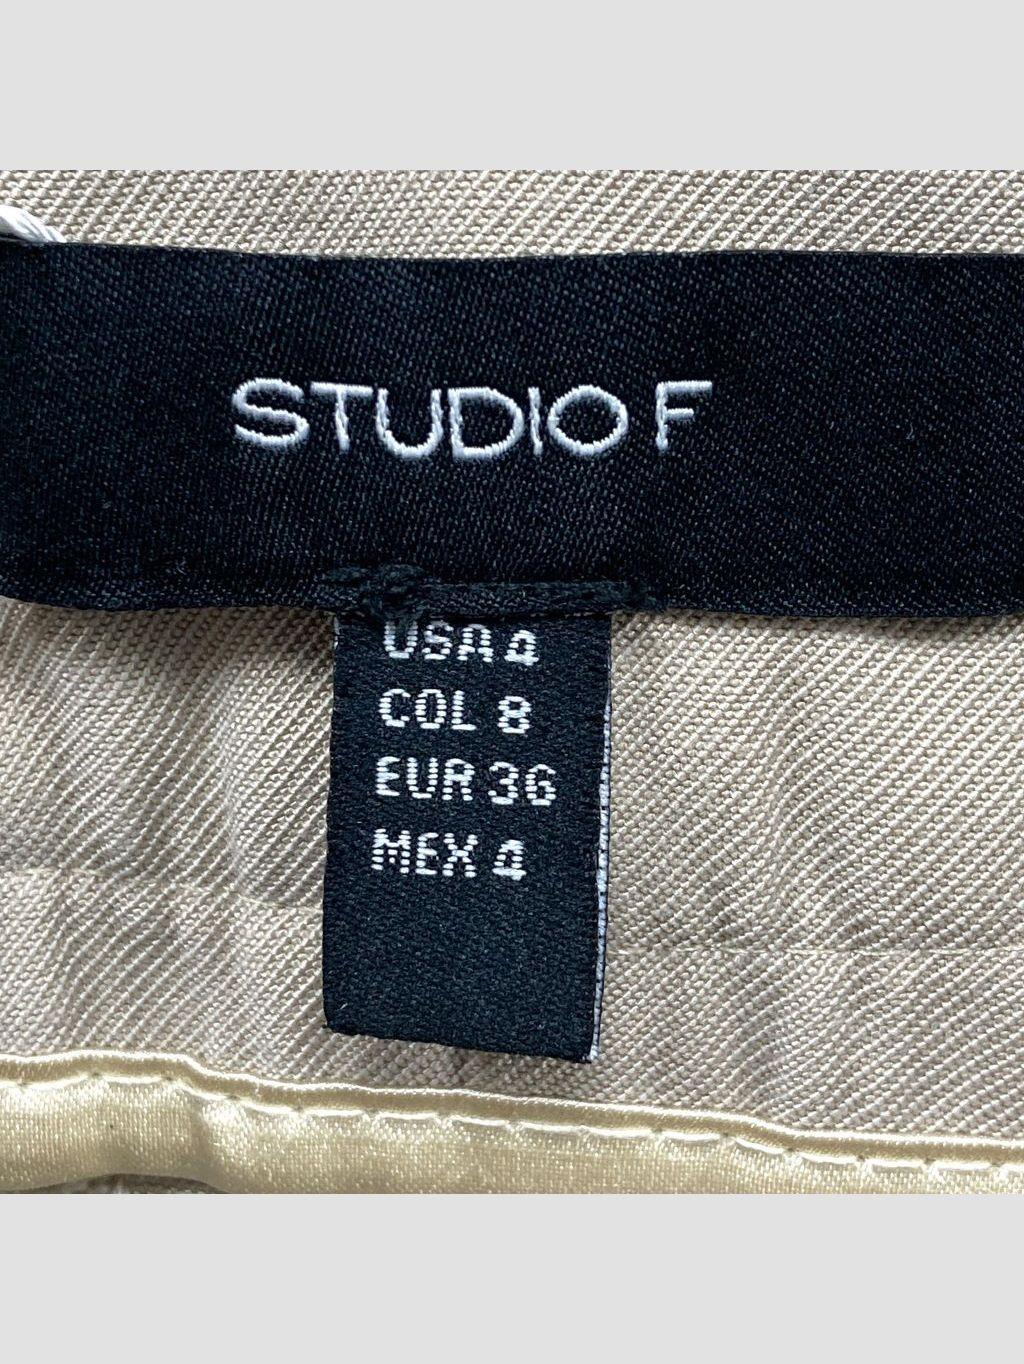 STUDIO F
USA 4
COL 8
EUR 36
MEX 4